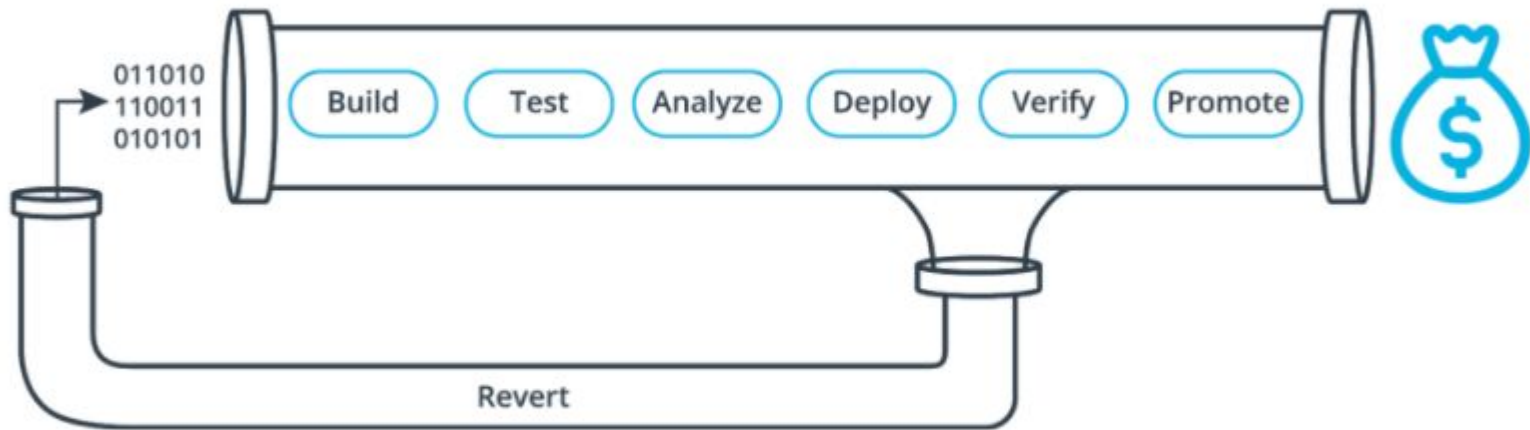 011010
110011
010101
Build Test Analyze Deploy Verify Promote
$
Revert